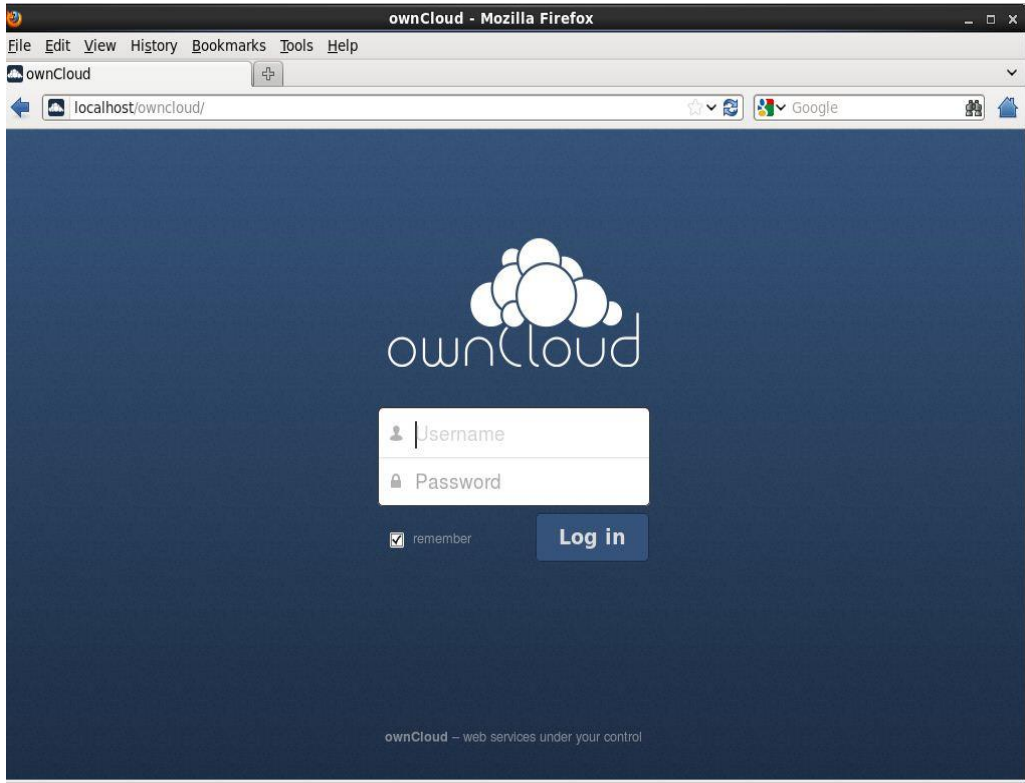 ownCloud - Mozilla Firefox
File Edit View History Bookmarks Tools Help
ownCloud
localhost/owncloud/
Google
ownCloud
Username
Password
remember
Log in
ownCloud – web services under your control